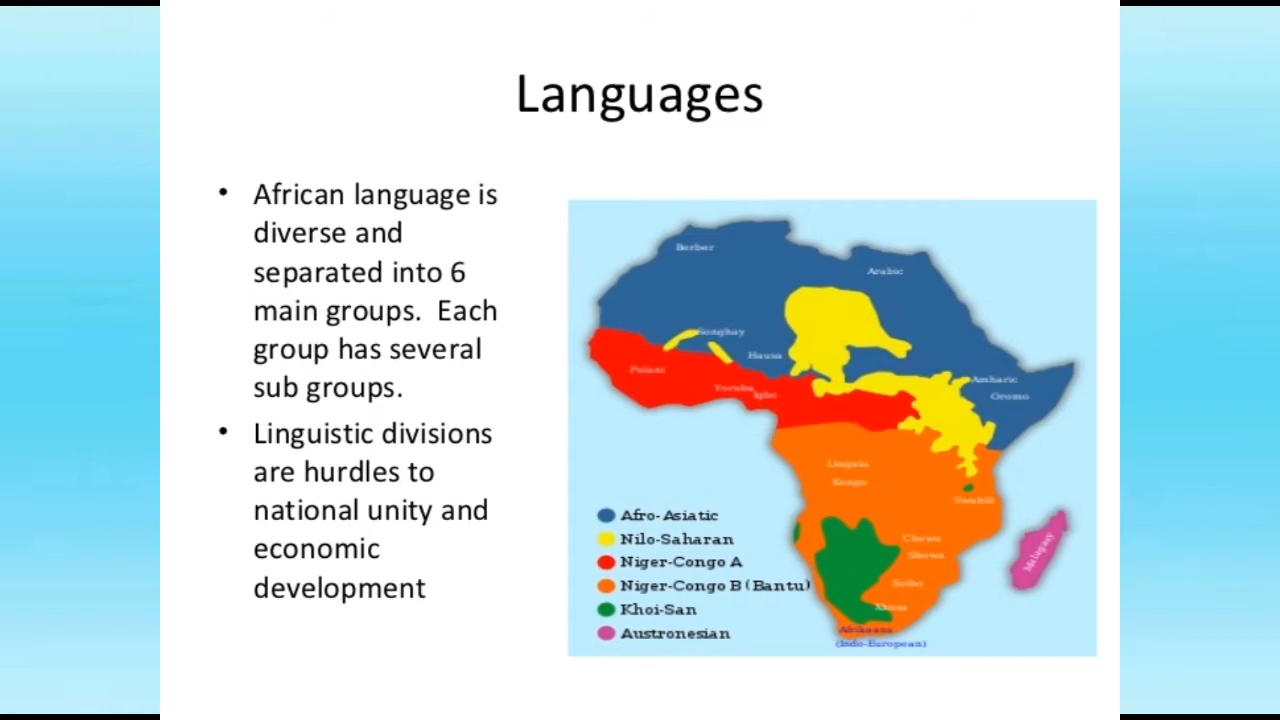 Languages
• African language is
diverse and
separated into 6
main groups.  Each
group has several
sub groups.
• Linguistic divisions
are hurdles to
national unity and
economic
development
Berber
Arabic
Songhay
Hausa
Fulani
Yoruba
Igbo
Amharic
Oromo
Lingala
Kongo
Swahili
Chewa
Showa
Sotho
Xhosa
Malagasy
Afrikaans
(Indo-European)
Afro-Asiatic
Nilo-Saharan
Niger-Congo A
Niger-Congo B (Bantu)
Khoi-San
Austronesian